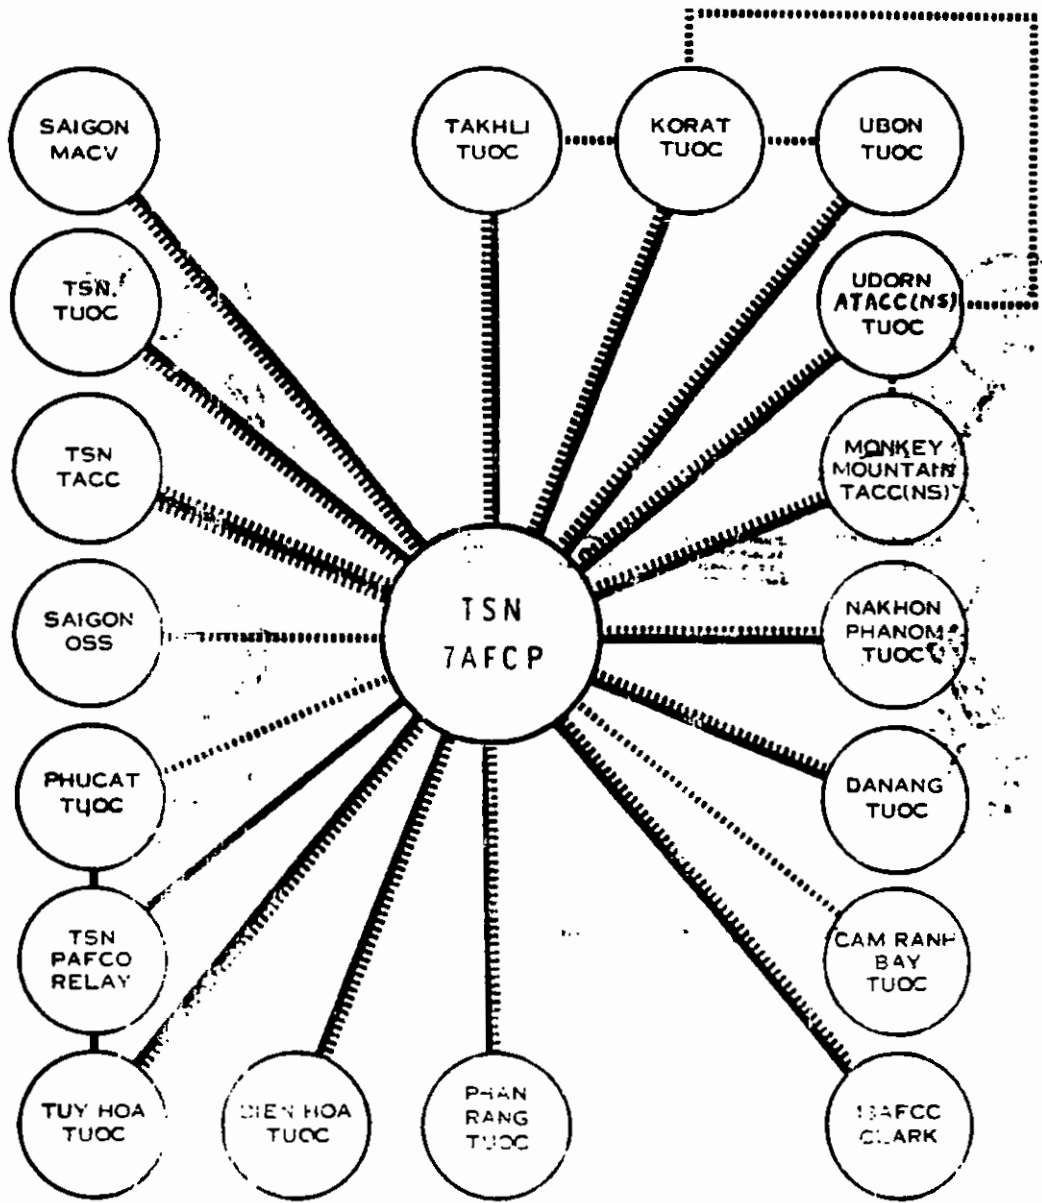 SAIGON
MACV
TAKHLI
TUOC
KORAT
TUOC
UBON
TUOC
TSN
TUOC
UDORN
ATACC(NS)
TUOC
TSN
TACC
MONKEY
MOUNTAIN
TACC(NS)
SAIGON
OSS
TSN
7AFCP
NAKHON
PHANOM
TUOC
PHUCAT
TUOC
DANANG
TUOC
TSN
PAFCO
RELAY
CAM RANH
BAY
TUOC
TUY HOA
TUOC
BIEN HOA
TUOC
PHAN
RANG
TUOC
13AFCC
CLARK